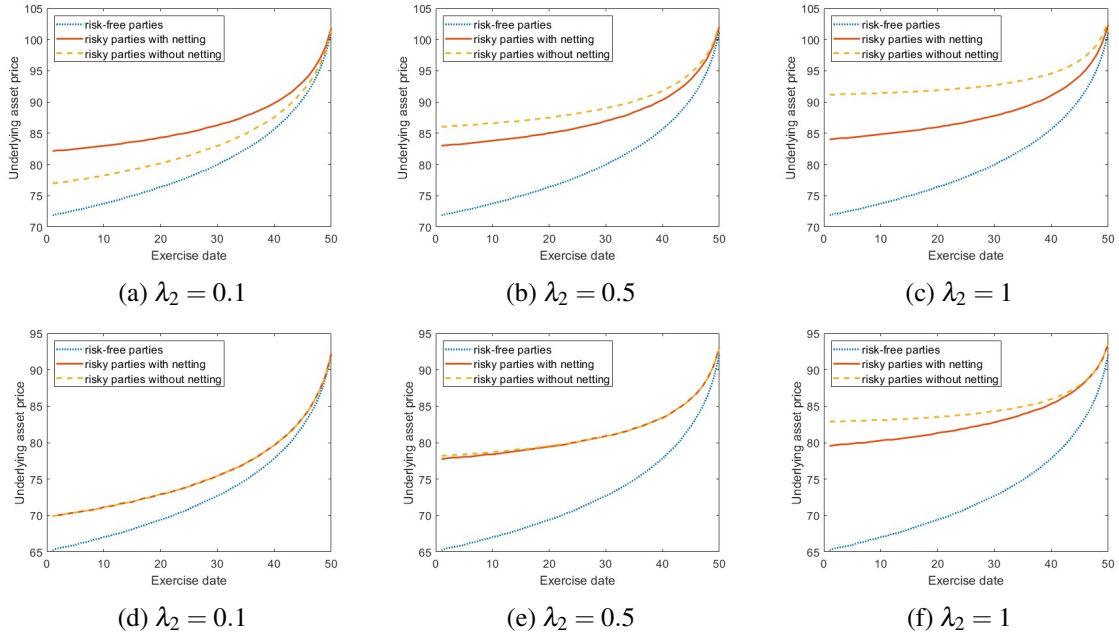 105
100
95
90
85
80
75
70
0
10
20
30
40
50
Underlying asset price
Exercise date
risk-free parties
risky parties with netting
risky parties without netting
(a) λ₂ = 0.1
105
100
95
90
85
80
75
70
0
10
20
30
40
50
Underlying asset price
Exercise date
risk-free parties
risky parties with netting
risky parties without netting
(b) λ₂ = 0.5
105
100
95
90
85
80
75
70
0
10
20
30
40
50
Underlying asset price
Exercise date
risk-free parties
risky parties with netting
risky parties without netting
(c) λ₂ = 1
95
90
85
80
75
70
65
0
10
20
30
40
50
Underlying asset price
Exercise date
risk-free parties
risky parties with netting
risky parties without netting
(d) λ₂ = 0.1
95
90
85
80
75
70
65
0
10
20
30
40
50
Underlying asset price
Exercise date
risk-free parties
risky parties with netting
risky parties without netting
(e) λ₂ = 0.5
95
90
85
80
75
70
65
0
10
20
30
40
50
Underlying asset price
Exercise date
risk-free parties
risky parties with netting
risky parties without netting
(f) λ₂ = 1